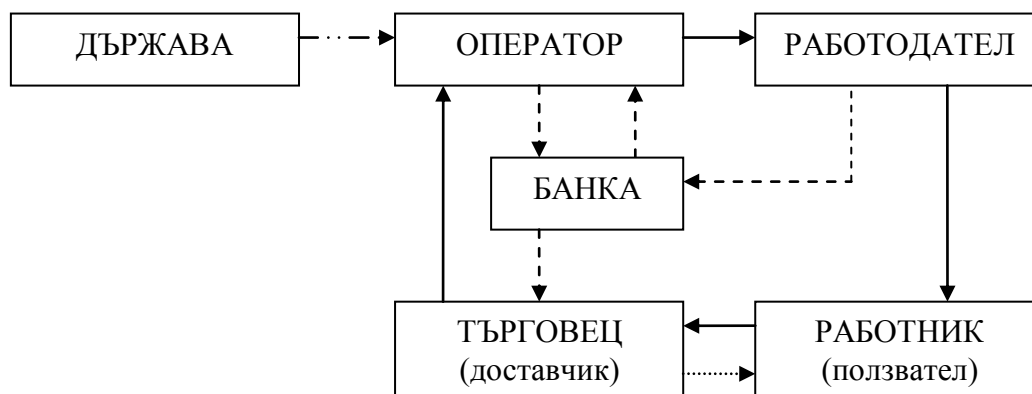 ДЪРЖАВА
ОПЕРАТОР
РАБОТОДАТЕЛ
БАНКА
ТЪРГОВЕЦ
(доставчик)
РАБОТНИК
(ползвател)